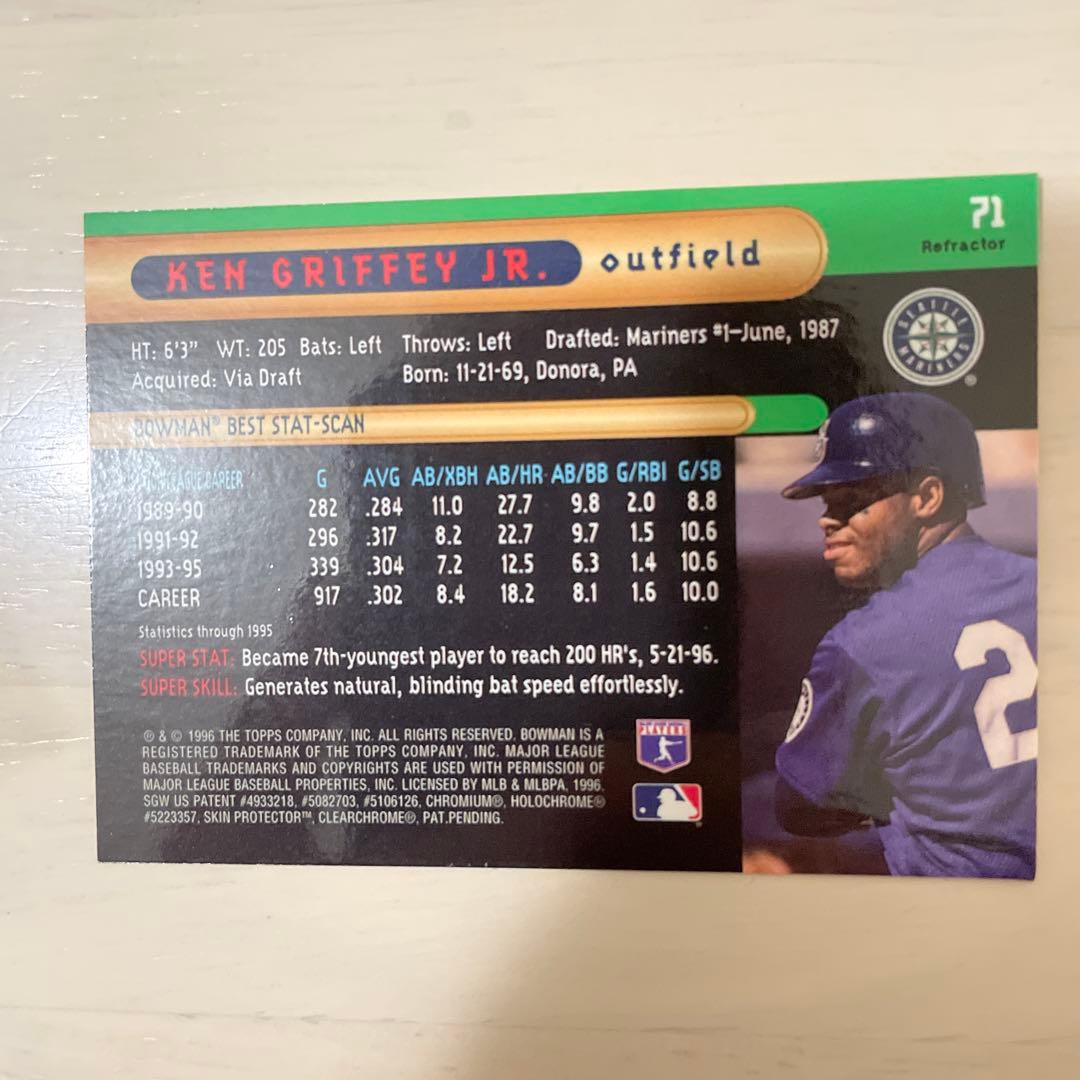 71
Refractor
KEN GRIFFEY JR. outfield
SEATTLE MARINERS ®
HT: 6'3" WT: 205 Bats: Left Throws: Left Drafted: Mariners #1–June, 1987
Acquired: Via Draft Born: 11-21-69, Donora, PA
BOWMAN® BEST STAT-SCAN
LEAGUE CAREER G AVG AB/XBH AB/HR AB/BB G/RBI G/SB
1989-90 282 .284 11.0 27.7 9.8 2.0 8.8
1991-92 296 .317 8.2 22.7 9.7 1.5 10.6
1993-95 339 .304 7.2 12.5 6.3 1.4 10.6
CAREER 917 .302 8.4 18.2 8.1 1.6 10.0
Statistics through 1995
SUPER STAT: Became 7th-youngest player to reach 200 HR's, 5-21-96.
SUPER SKILL: Generates natural, blinding bat speed effortlessly.
® & © 1996 THE TOPPS COMPANY, INC. ALL RIGHTS RESERVED. BOWMAN IS A
REGISTERED TRADEMARK OF THE TOPPS COMPANY, INC. MAJOR LEAGUE
BASEBALL TRADEMARKS AND COPYRIGHTS ARE USED WITH PERMISSION OF
MAJOR LEAGUE BASEBALL PROPERTIES, INC. LICENSED BY MLB & MLBPA, 1996.
SGW US PATENT #4933218, #5082703, #5106126, CHROMIUM®, HOLOCHROME®
#5223357, SKIN PROTECTOR™, CLEARCHROME®, PAT.PENDING.
PLAYERS
2